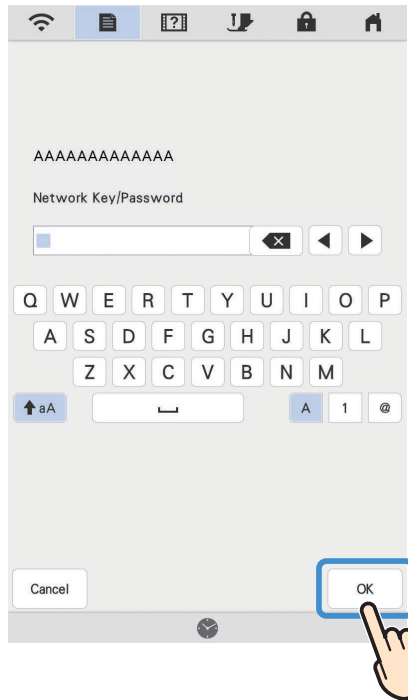 AAAAAAAAAAAAA
Network Key/Password
Q W E R T Y U I O P
A S D F G H J K L
Z X C V B N M
aA A 1 @
Cancel OK